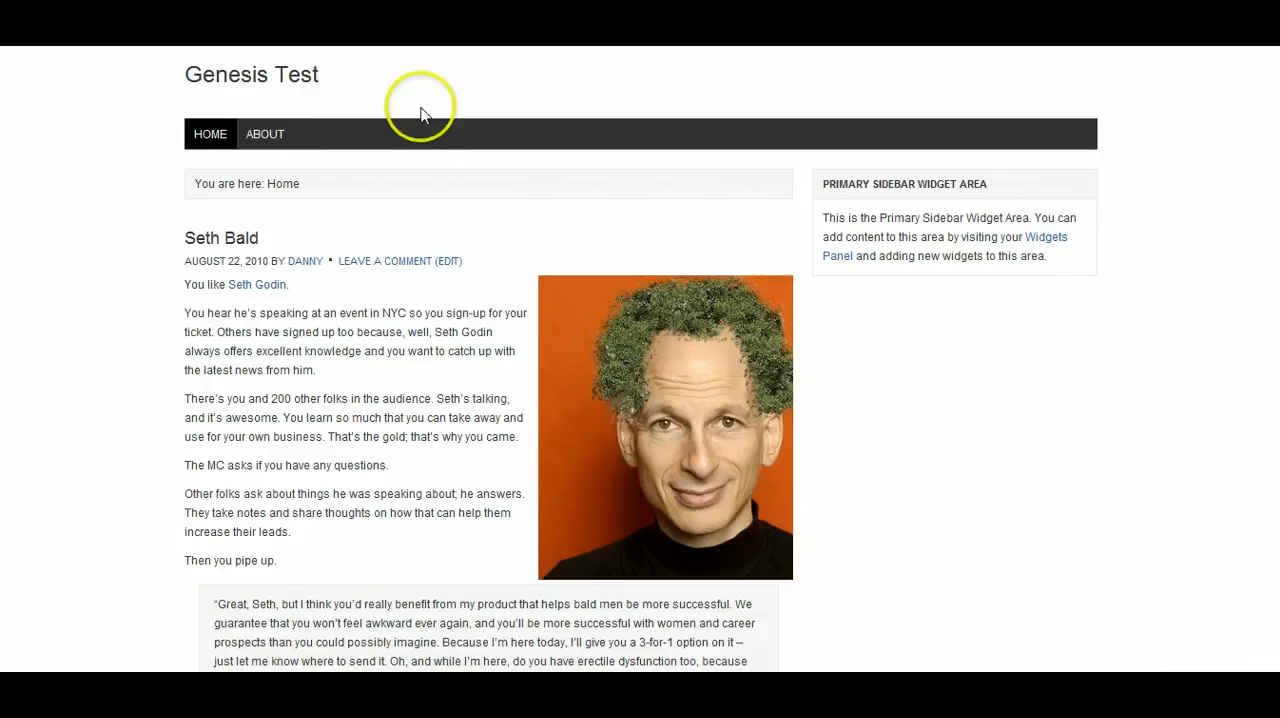 Genesis Test
HOME ABOUT
You are here: Home
Seth Bald
AUGUST 22, 2010 BY DANNY • LEAVE A COMMENT (EDIT)
You like Seth Godin.
You hear he’s speaking at an event in NYC so you sign-up for your
ticket. Others have signed up too because, well, Seth Godin
always offers excellent knowledge and you want to catch up with
the latest news from him.
There’s you and 200 other folks in the audience. Seth’s talking,
and it’s awesome. You learn so much that you can take away and
use for your own business. That’s the gold; that’s why you came.
The MC asks if you have any questions.
Other folks ask about things he was speaking about; he answers.
They take notes and share thoughts on how that can help them
increase their leads.
Then you pipe up.
“Great, Seth, but I think you’d really benefit from my product that helps bald men be more successful. We
guarantee that you won’t feel awkward ever again, and you’ll be more successful with women and career
prospects than you could possibly imagine. Because I’m here today, I’ll give you a 3-for-1 option on it –
just let me know where to send it. Oh, and while I’m here, do you have erectile dysfunction too, because
PRIMARY SIDEBAR WIDGET AREA
This is the Primary Sidebar Widget Area. You can
add content to this area by visiting your Widgets
Panel and adding new widgets to this area.